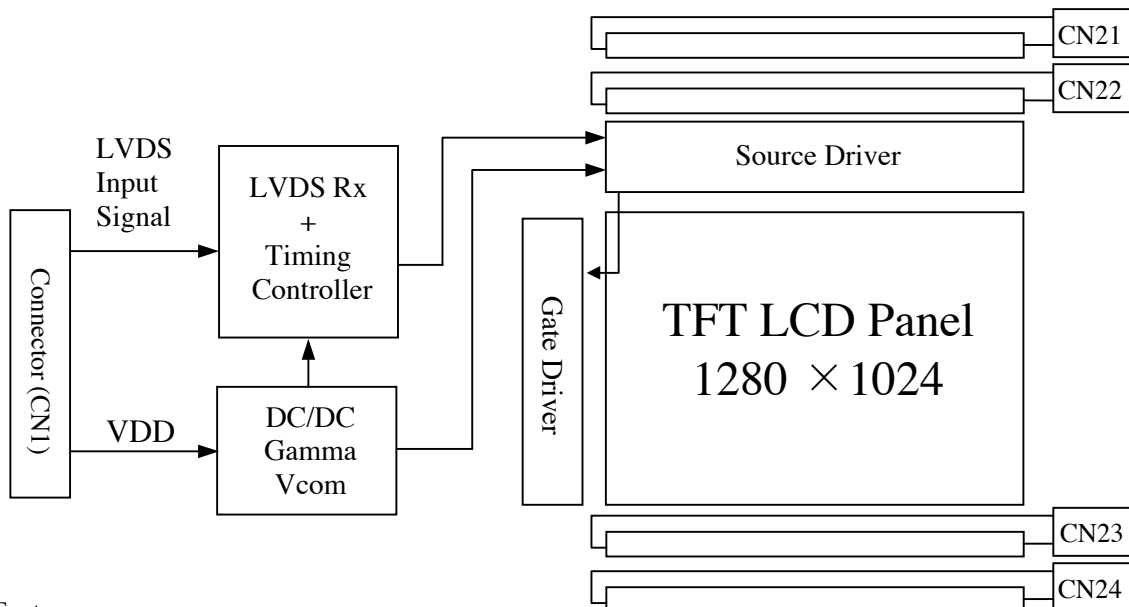 CN21
CN22
LVDS
Input
Signal
LVDS Rx
+
Timing
Controller
Source Driver
Connector (CN1)
Gate Driver
TFT LCD Panel
1280 ×1024
VDD
DC/DC
Gamma
Vcom
CN23
CN24